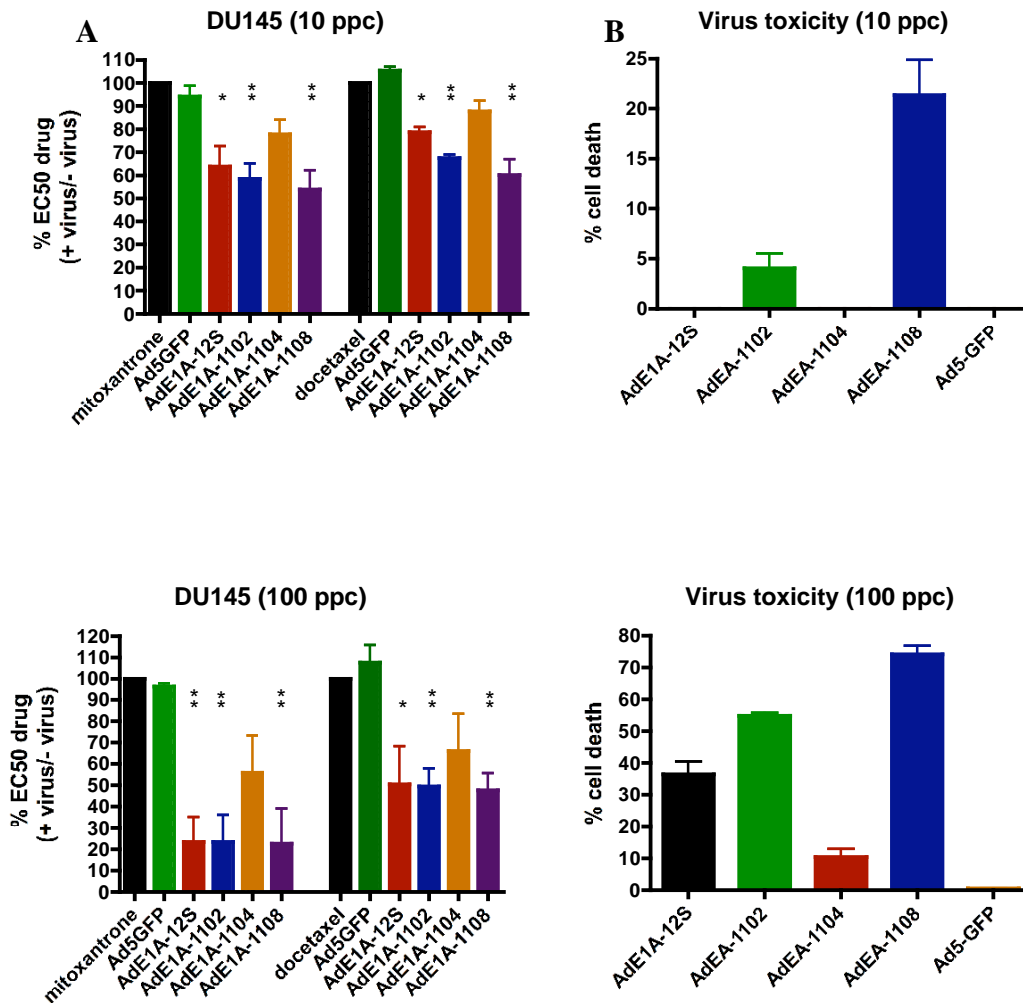 A
DU145 (10 ppc)
% EC50 drug
(+ virus/- virus)
110
100
90
80
70
60
50
40
30
20
10
0
* ** ** * ** **
mitoxantrone
Ad5GFP
AdE1A-12S
AdE1A-1102
AdE1A-1104
AdE1A-1108
docetaxel
Ad5GFP
AdE1A-12S
AdE1A-1102
AdE1A-1104
AdE1A-1108
B
Virus toxicity (10 ppc)
% cell death
25
20
15
10
5
0
AdE1A-12S
AdEA-1102
AdEA-1104
AdEA-1108
Ad5-GFP
DU145 (100 ppc)
% EC50 drug
(+ virus/- virus)
120
110
100
90
80
70
60
50
40
30
20
10
0
** ** ** * ** **
mitoxantrone
Ad5GFP
AdE1A-12S
AdE1A-1102
AdE1A-1104
AdE1A-1108
docetaxel
Ad5GFP
AdE1A-12S
AdE1A-1102
AdE1A-1104
AdE1A-1108
Virus toxicity (100 ppc)
% cell death
80
70
60
50
40
30
20
10
0
AdE1A-12S
AdEA-1102
AdEA-1104
AdEA-1108
Ad5-GFP